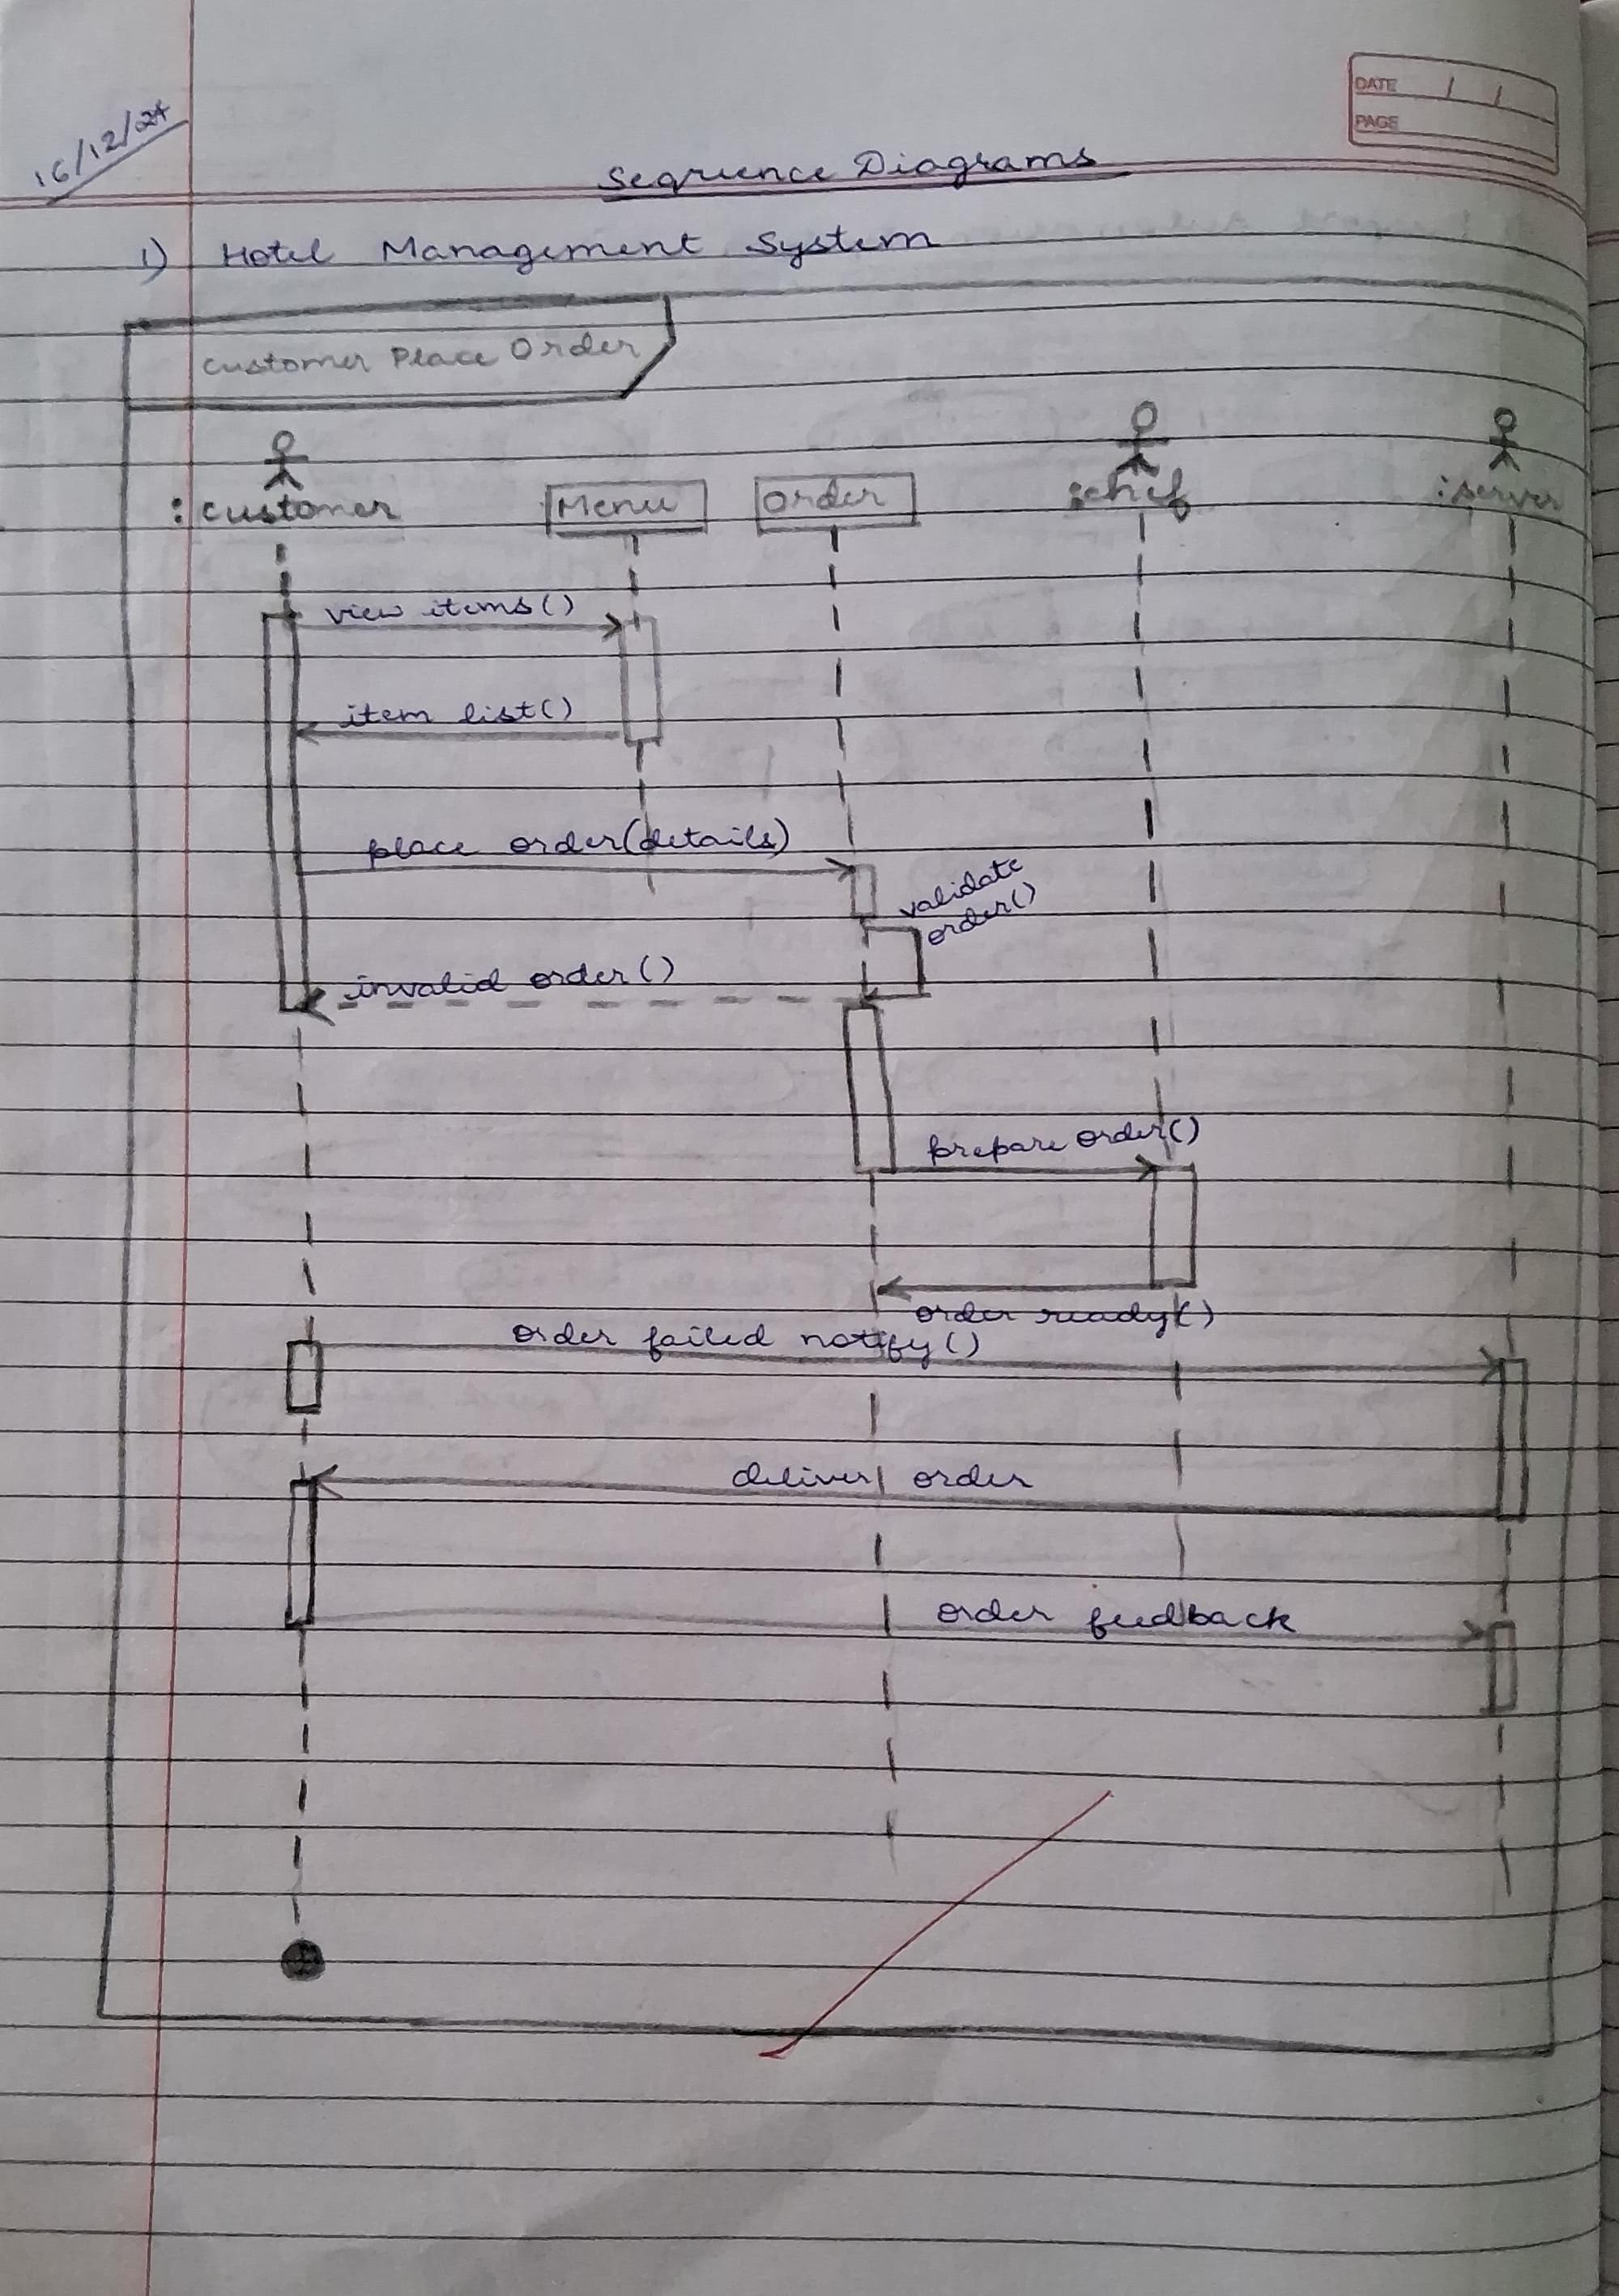 DATE / /
PAGE
16/12/24
Sequence Diagrams
1) Hotel Management System
Customer Place Order
:customer Menu Order :chef :server
view items()
item list()
place order(details)
validate
order()
invalid order()
prepare order()
order ready()
order failed notify()
deliver order
order feedback